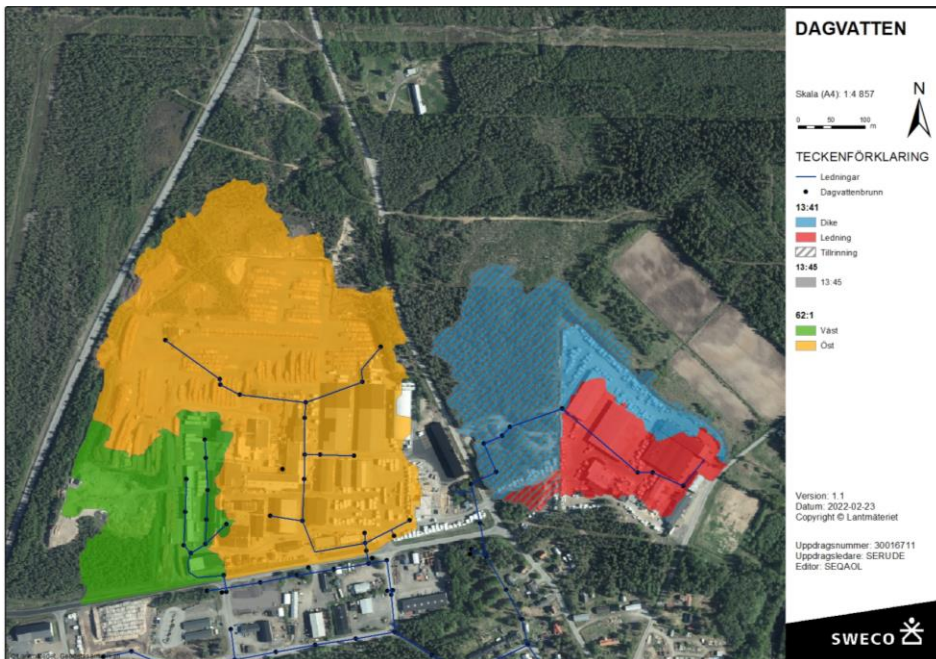 DAGVATTEN
Skala (A4): 1:4 857
N
0 50 100
m
TECKENFÖRKLARING
Ledningar
Dagvattenbrunn
13:41
Dike
Ledning
Tillrinning
13:45
13:45
62:1
Väst
Öst
Version: 1.1
Datum: 2022-02-23
Copyright © Lantmäteriet
Uppdragsnummer: 30016711
Uppdragsledare: SERUDE
Editor: SEQAOL
SWECO